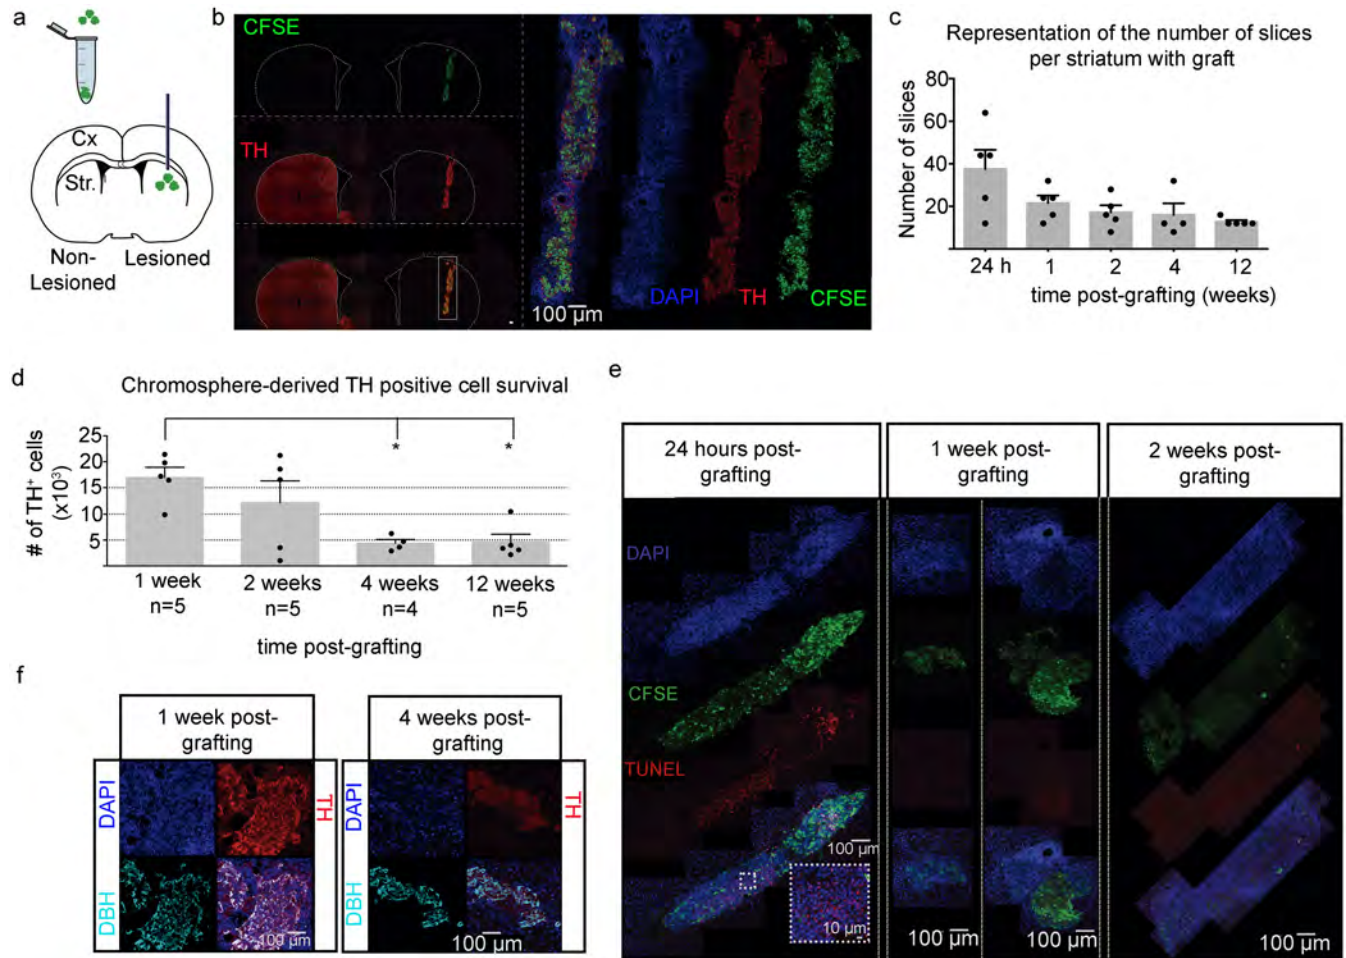 a
Cx
Str.
Non-
Lesioned
Lesioned
b
CFSE
TH
100 µm
DAPI
TH
CFSE
c
Representation of the number of slices
per striatum with graft
Number of slices
80
60
40
20
24 h
1
2
4
12
time post-grafting (weeks)
d
Chromosphere-derived TH positive cell survival
# of TH⁺ cells
(x10³)
25
20
15
10
5
*
*
1 week
n=5
2 weeks
n=5
4 weeks
n=4
12 weeks
n=5
time post-grafting
e
24 hours post-
grafting
1 week post-
grafting
2 weeks post-
grafting
DAPI
CFSE
TUNEL
100 µm
10 µm
100 µm
100 µm
100 µm
f
1 week post-
grafting
DAPI
TH
DBH
100 µm
4 weeks post-
grafting
DAPI
TH
DBH
100 µm